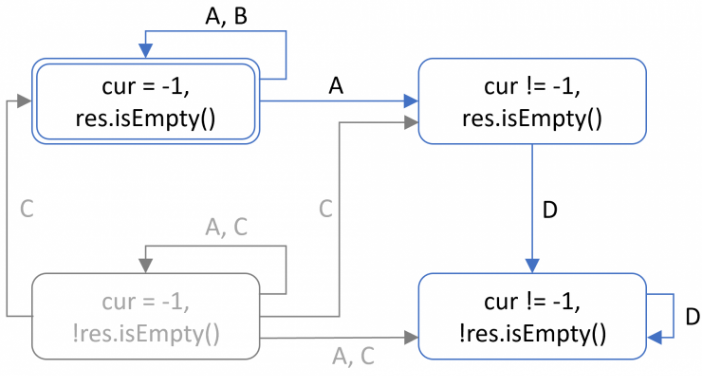 A, B
cur = -1,
res.isEmpty()
A
cur != -1,
res.isEmpty()
C
A, C
C
D
cur = -1,
!res.isEmpty()
A, C
cur != -1,
!res.isEmpty()
D